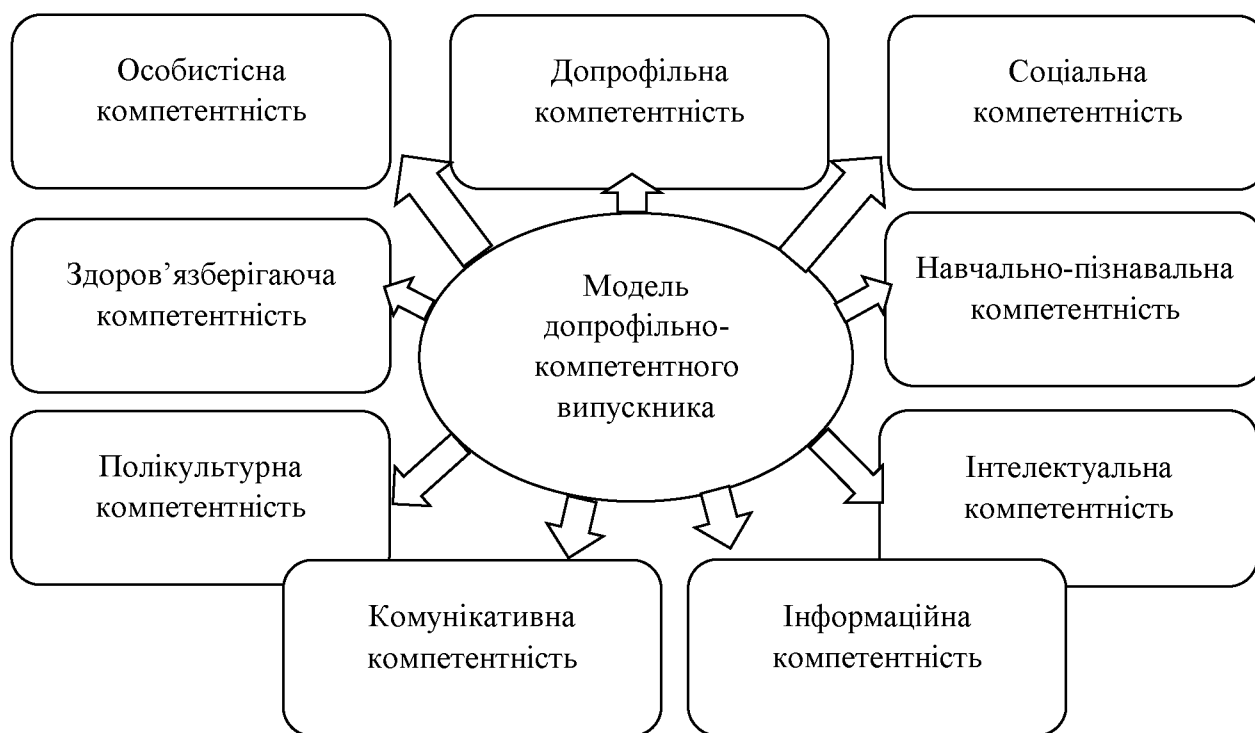 Особистісна
компетентність
Допрофільна
компетентність
Соціальна
компетентність
Здоров’язберігаюча
компетентність
Модель
допрофільно-
компетентного
випускника
Навчально-пізнавальна
компетентність
Полікультурна
компетентність
Інтелектуальна
компетентність
Комунікативна
компетентність
Інформаційна
компетентність